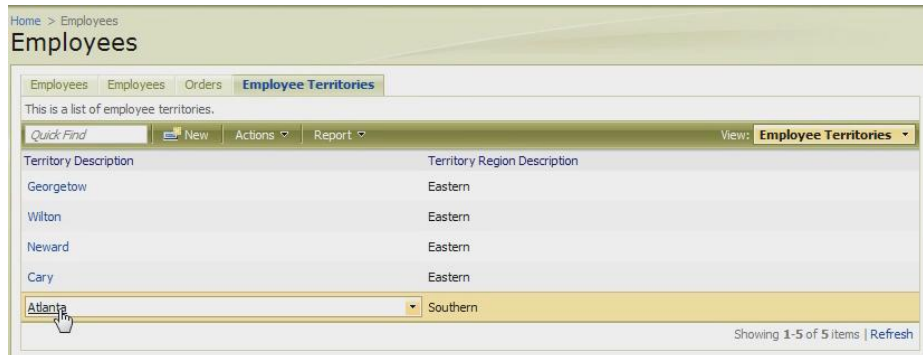 Home > Employees
Employees
Employees Employees Orders Employee Territories
This is a list of employee territories.
Quick Find New Actions Report View: Employee Territories
Territory Description Territory Region Description
Georgetow Eastern
Wilton Eastern
Neward Eastern
Cary Eastern
Atlanta Southern
Showing 1-5 of 5 items | Refresh